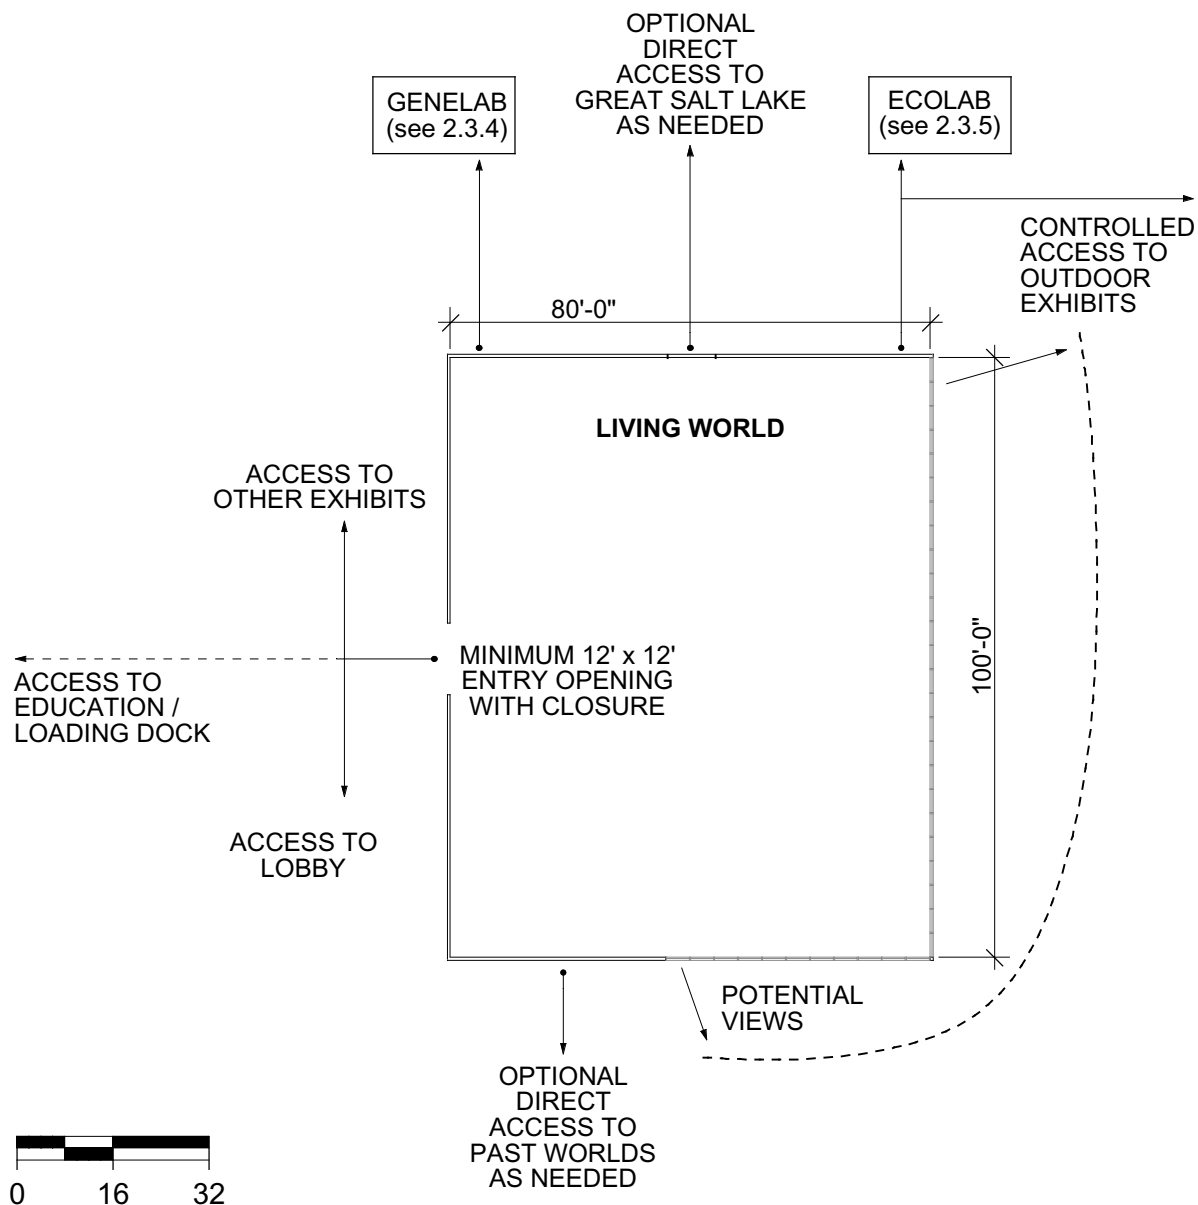 OPTIONAL
DIRECT
ACCESS TO
GREAT SALT LAKE
AS NEEDED
GENELAB
(see 2.3.4)
ECOLAB
(see 2.3.5)
CONTROLLED
ACCESS TO
OUTDOOR
EXHIBITS
80'-0"
LIVING WORLD
ACCESS TO
OTHER EXHIBITS
100'-0"
MINIMUM 12' x 12'
ENTRY OPENING
WITH CLOSURE
ACCESS TO
EDUCATION /
LOADING DOCK
ACCESS TO
LOBBY
POTENTIAL
VIEWS
OPTIONAL
DIRECT
ACCESS TO
PAST WORLDS
AS NEEDED
0 16 32